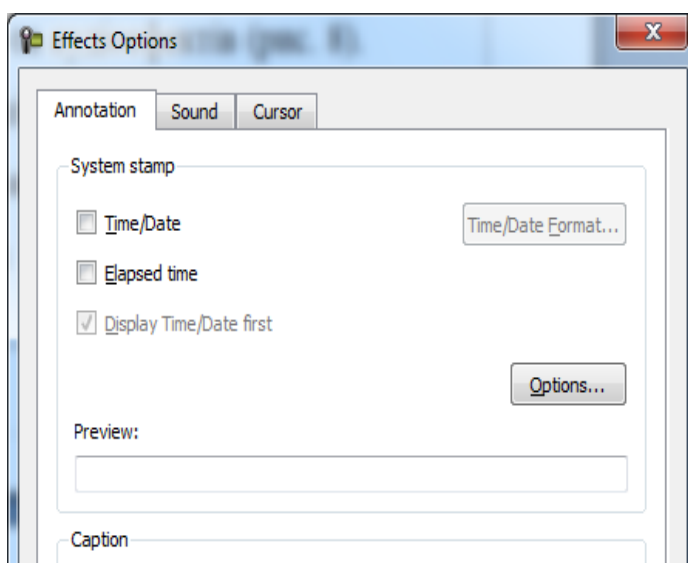 Effects Options
Annotation Sound Cursor
System stamp
Time/Date Time/Date Format...
Elapsed time
Display Time/Date first
Options...
Preview:
Caption